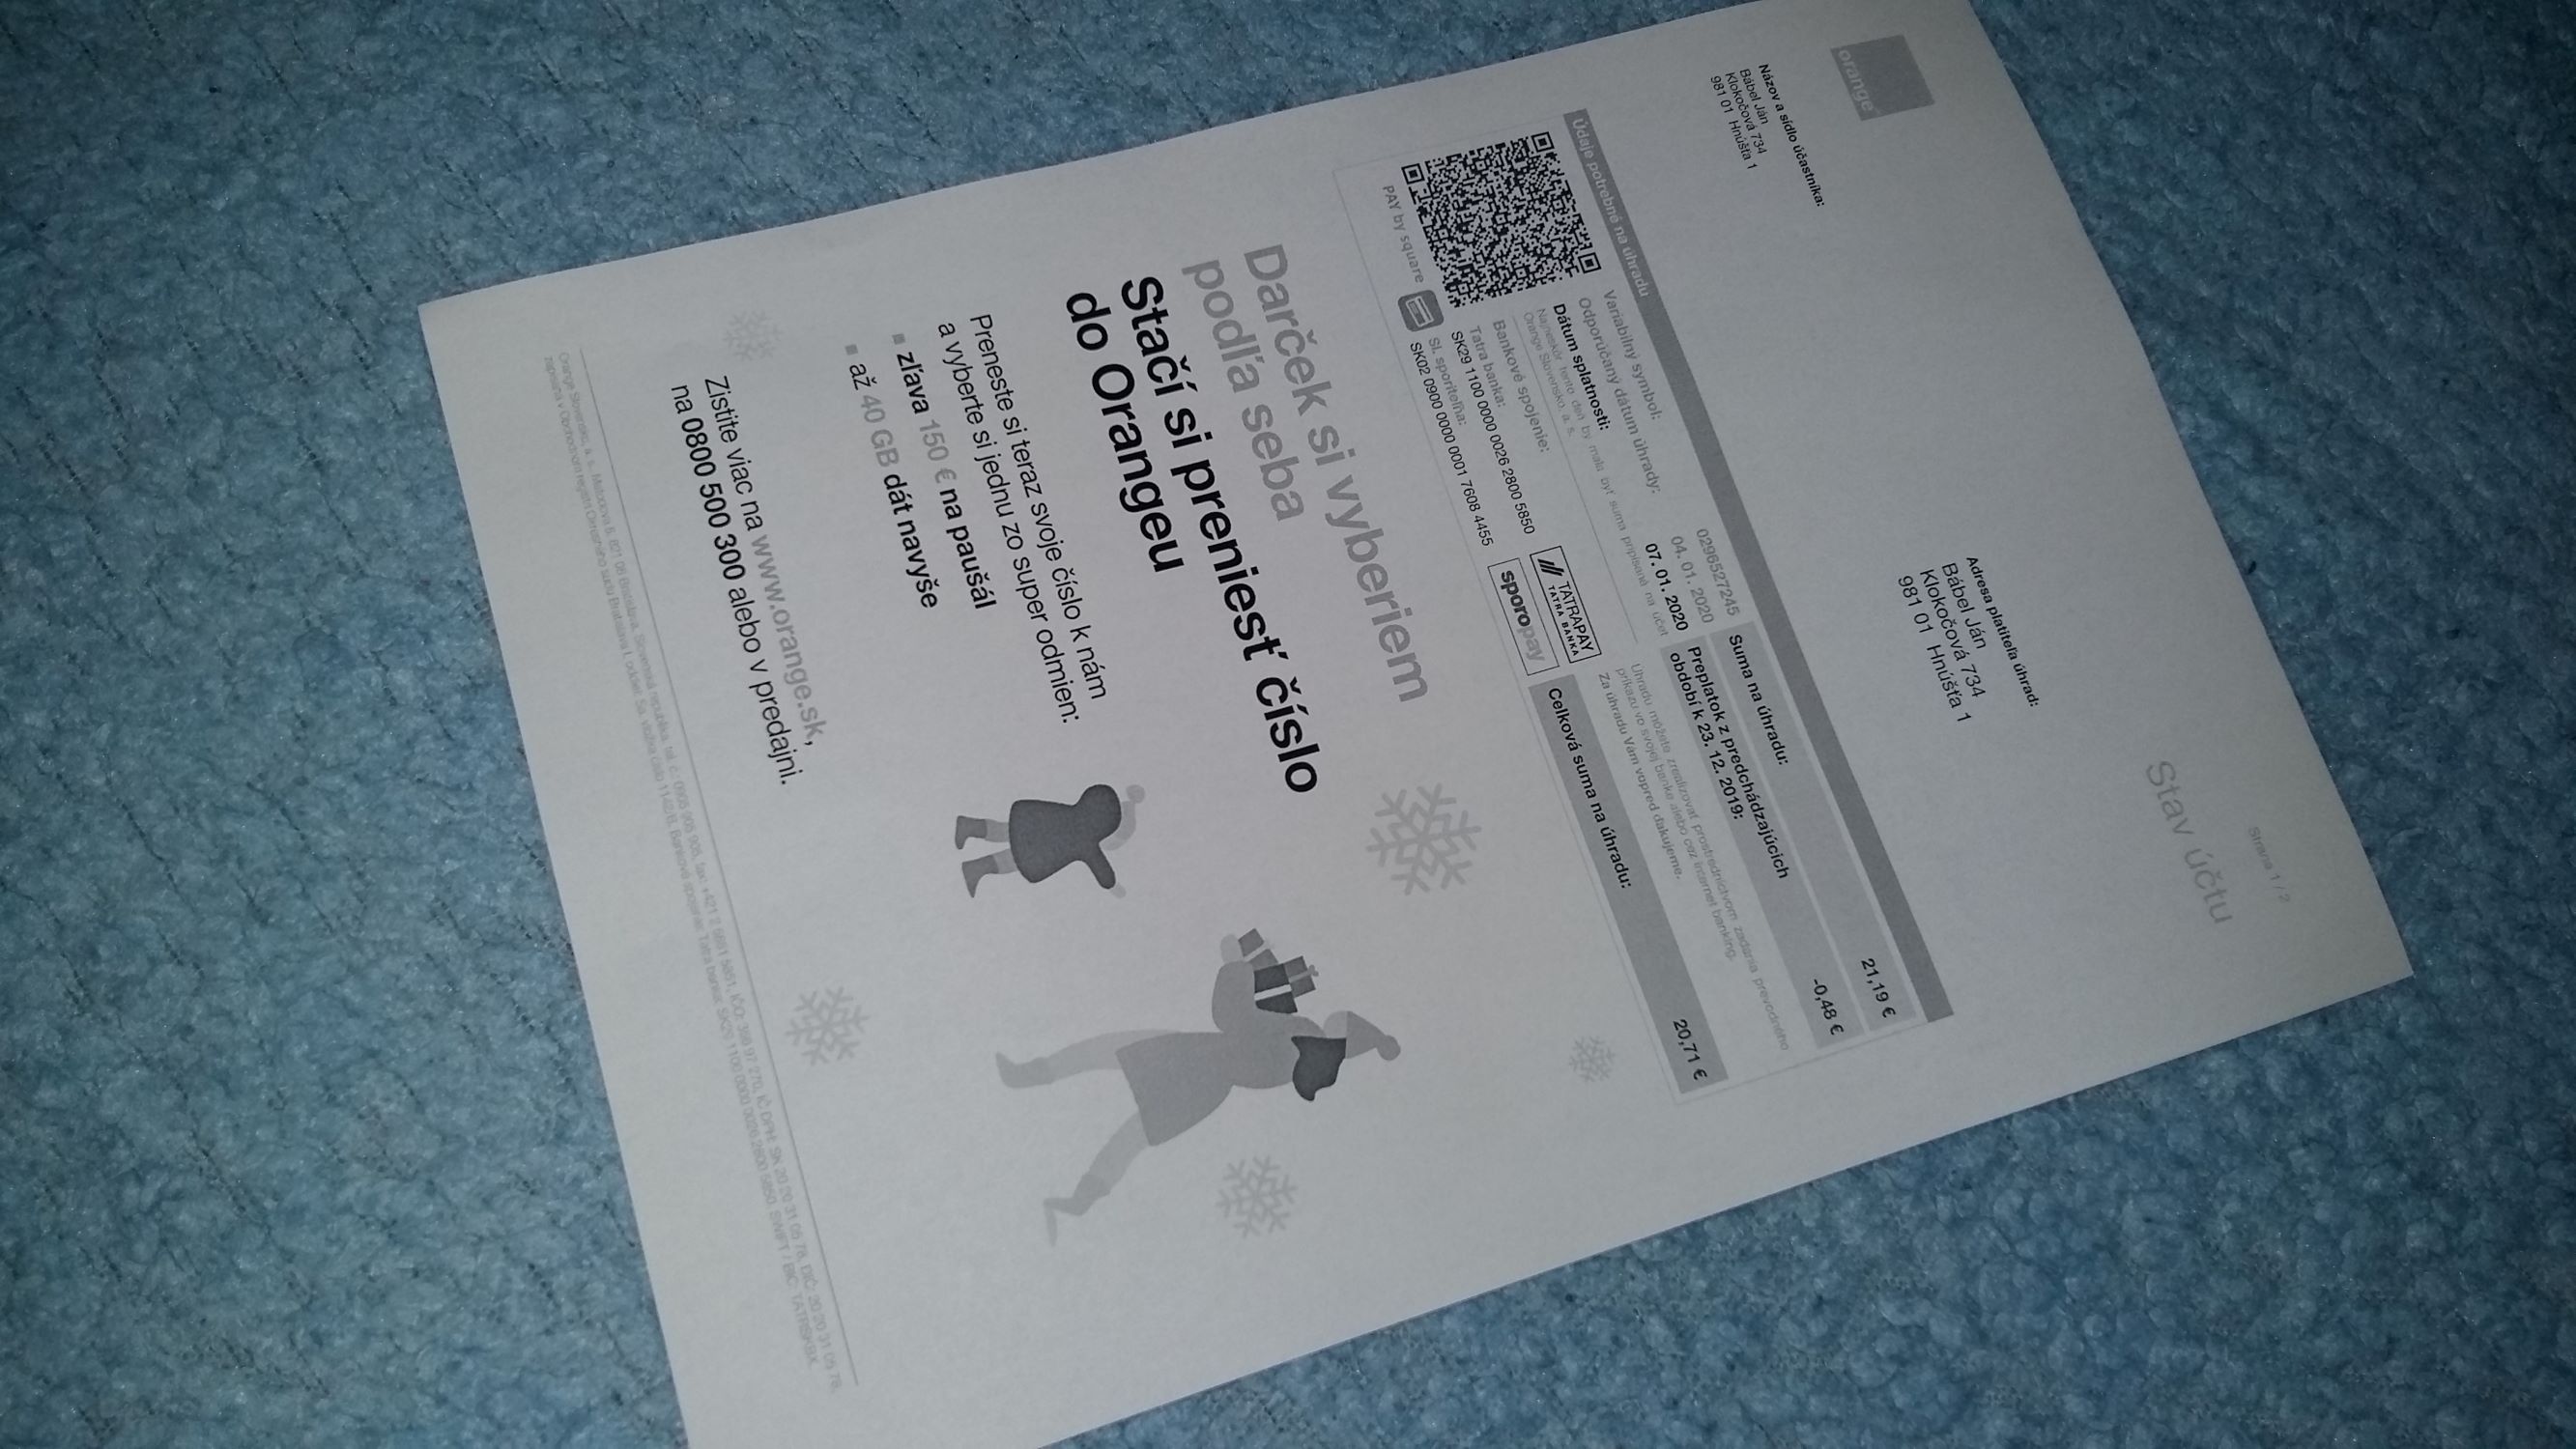 orange
Strana 1 / 2
Stav účtu
Názov a sídlo účastníka:
Bábel Ján
Klokočová 734
981 01 Hnúšťa 1
Adresa platiteľa úhrad:
Bábel Ján
Klokočová 734
981 01 Hnúšťa 1
Údaje potrebné na úhradu
PAY by square
Variabilný symbol: 0296527245
Odporúčaný dátum úhrady: 04. 01. 2020
Dátum splatnosti: 07. 01. 2020
Najneskôr tento deň by mala byť suma pripísaná na účet
Orange Slovensko, a. s.
Bankové spojenie:
Tatra banka:
SK29 1100 0000 0026 2800 5850
Sl. sporiteľňa:
SK02 0900 0000 0001 7608 4455
TATRAPAY
TATRA BANKA
sporopay
Suma na úhradu: 21,19 €
Preplatok z predchádzajúcich
období k 23. 12. 2019: -0,48 €
Úhradu môžete zrealizovať prostredníctvom zadania prevodného
príkazu vo svojej banke alebo cez internet banking.
Za úhradu Vám vopred ďakujeme.
Celková suma na úhradu: 20,71 €
Darček si vyberiem
podľa seba
Stačí si preniesť číslo
do Orangeu
Preneste si teraz svoje číslo k nám
a vyberte si jednu zo super odmien:
zľava 150 € na paušál
až 40 GB dát navyše
Zistite viac na www.orange.sk,
na 0800 500 300 alebo v predajni.
Orange Slovensko, a. s., Metodova 8, 821 08 Bratislava, Slovenská republika, tel. č.: 0905 905 905, fax: +421 2 5851 5851, IČO: 356 97 270, IČ DPH: SK 20 20 31 05 78, DIČ: 20 20 31 05 78,
zapísaná v Obchodnom registri Okresného súdu Bratislava I, oddiel: Sa, vložka číslo 1142/B, Bankové spojenie: Tatra banka: SK29 1100 0000 0026 2800 5850, SWIFT / BIC: TATRSKBX